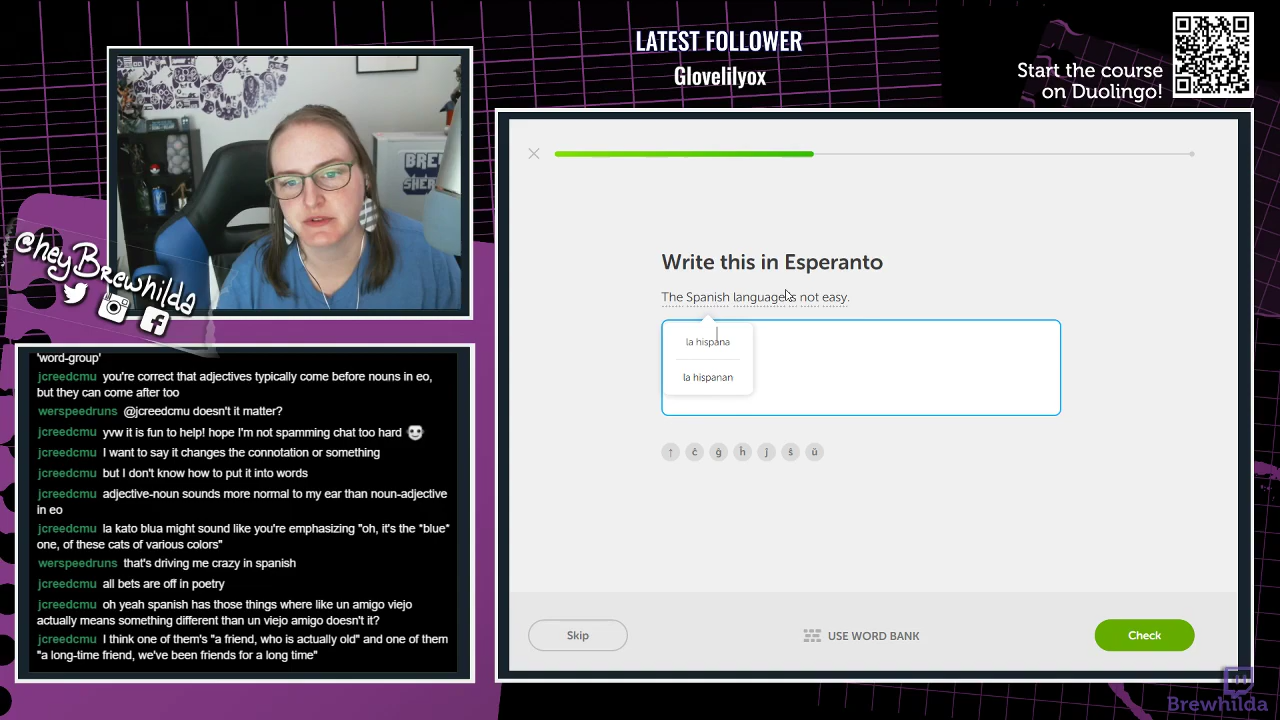 LATEST FOLLOWER
Glovelilyox
Start the course
on Duolingo!
@heyBrewhilda
Write this in Esperanto
The Spanish language is not easy.
la hispana
la hispanan
↑ ĉ ĝ ĥ ĵ ŝ ŭ
Skip
USE WORD BANK
Check
'word-group'
jcreedcmu you're correct that adjectives typically come before nouns in eo,
but they can come after too
werspeedruns @jcreedcmu doesn't it matter?
jcreedcmu yvw it is fun to help! hope I'm not spamming chat too hard
jcreedcmu I want to say it changes the connotation or something
jcreedcmu but I don't know how to put it into words
jcreedcmu adjective-noun sounds more normal to my ear than noun-adjective
in eo
jcreedcmu la kato blua might sound like you're emphasizing "oh, it's the *blue*
one, of these cats of various colors"
werspeedruns that's driving me crazy in spanish
jcreedcmu all bets are off in poetry
jcreedcmu oh yeah spanish has those things where like un amigo viejo
actually means something different than un viejo amigo doesn't it?
jcreedcmu I think one of them's "a friend, who is actually old" and one of them
"a long-time friend, we've been friends for a long time"
Brewhilda